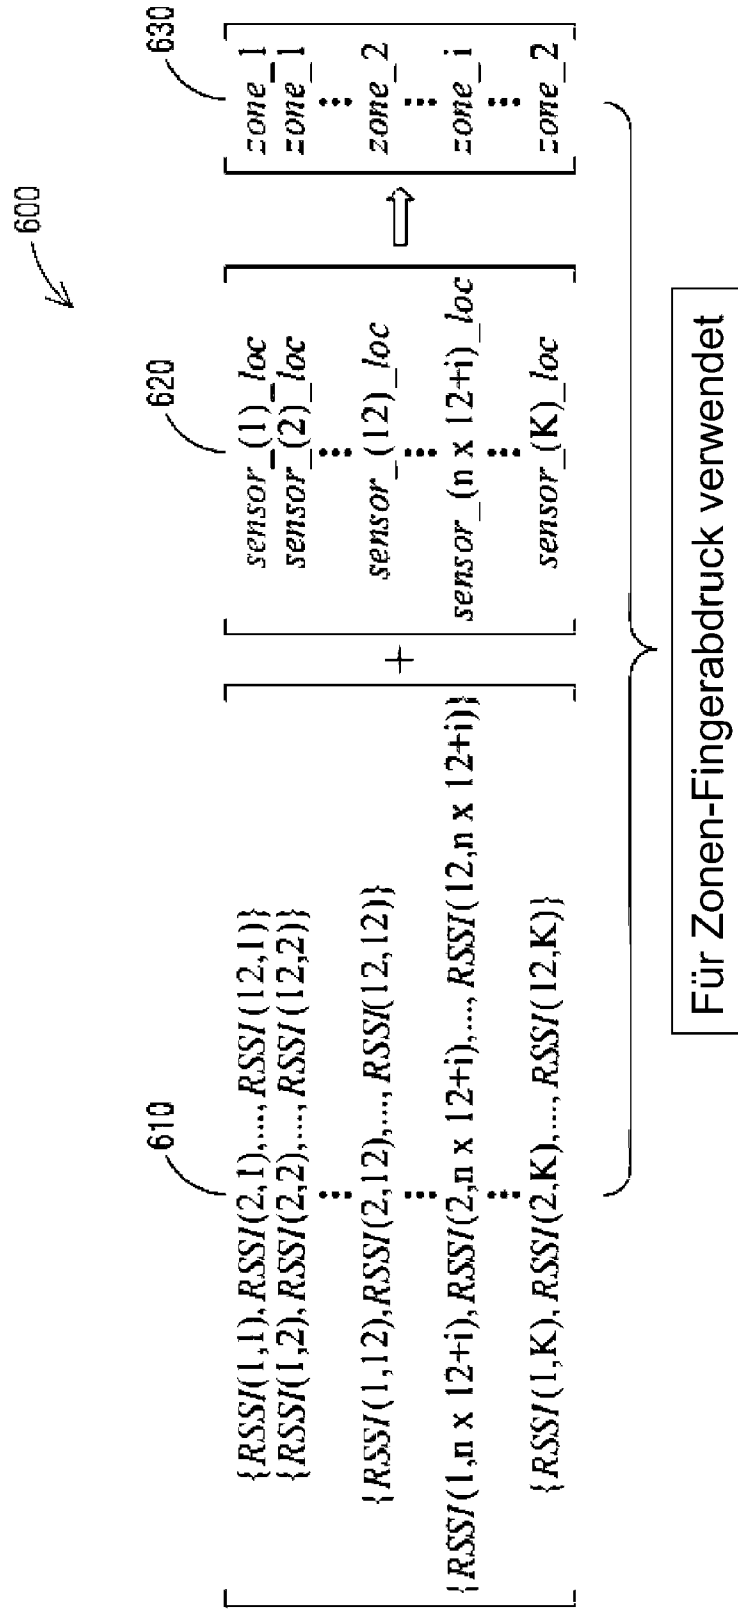 600
610
620
630
{RSSI(1,1),RSSI(2,1),...,RSSI(12,1)}
{RSSI(1,2),RSSI(2,2),...,RSSI(12,2)}
{RSSI(1,12),RSSI(2,12),...,RSSI(12,12)}
{RSSI(1,n x 12+i),RSSI(2,n x 12+i),...,RSSI(12,n x 12+i)}
{RSSI(1,K),RSSI(2,K),...,RSSI(12,K)}
+
sensor_(1)_loc
sensor_(2)_loc
sensor_(12)_loc
sensor_(n x 12+i)_loc
sensor_(K)_loc
zone_1
zone_1
zone_2
zone_i
zone_2
Für Zonen-Fingerabdruck verwendet